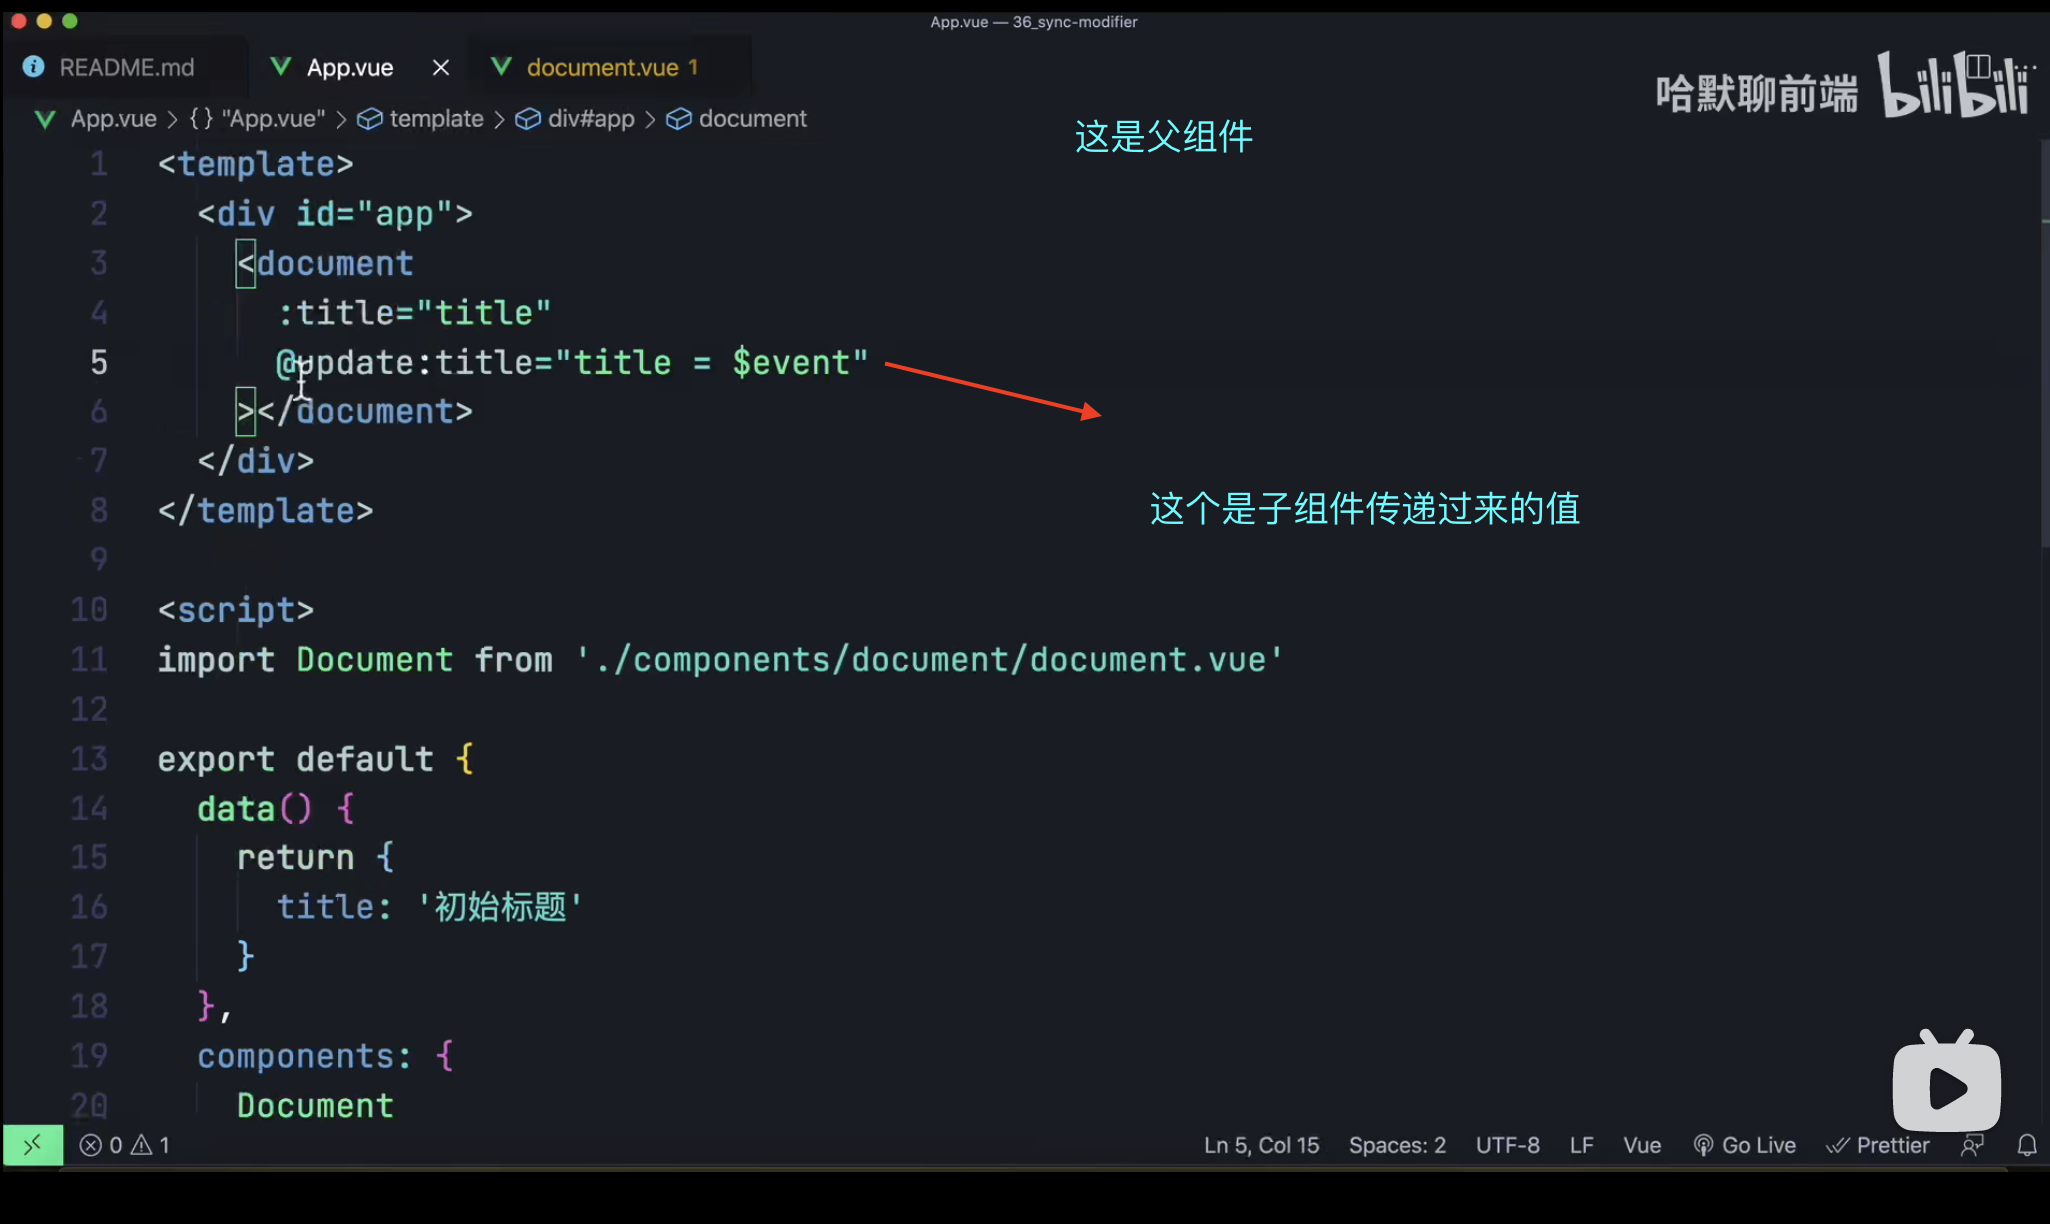 App.vue — 36_sync-modifier
README.md
App.vue
document.vue 1
哈默聊前端 bilibili
App.vue > {} "App.vue" > template > div#app > document
这是父组件
1 <template>
2 <div id="app">
3 <document
4 :title="title"
5 @update:title="title = $event"
6 ></document>
7 </div>
8 </template>
这个是子组件传递过来的值
9
10 <script>
11 import Document from './components/document/document.vue'
12
13 export default {
14 data() {
15 return {
16 title: '初始标题'
17 }
18 },
19 components: {
20 Document
0 1
Ln 5, Col 15 Spaces: 2 UTF-8 LF Vue Go Live Prettier